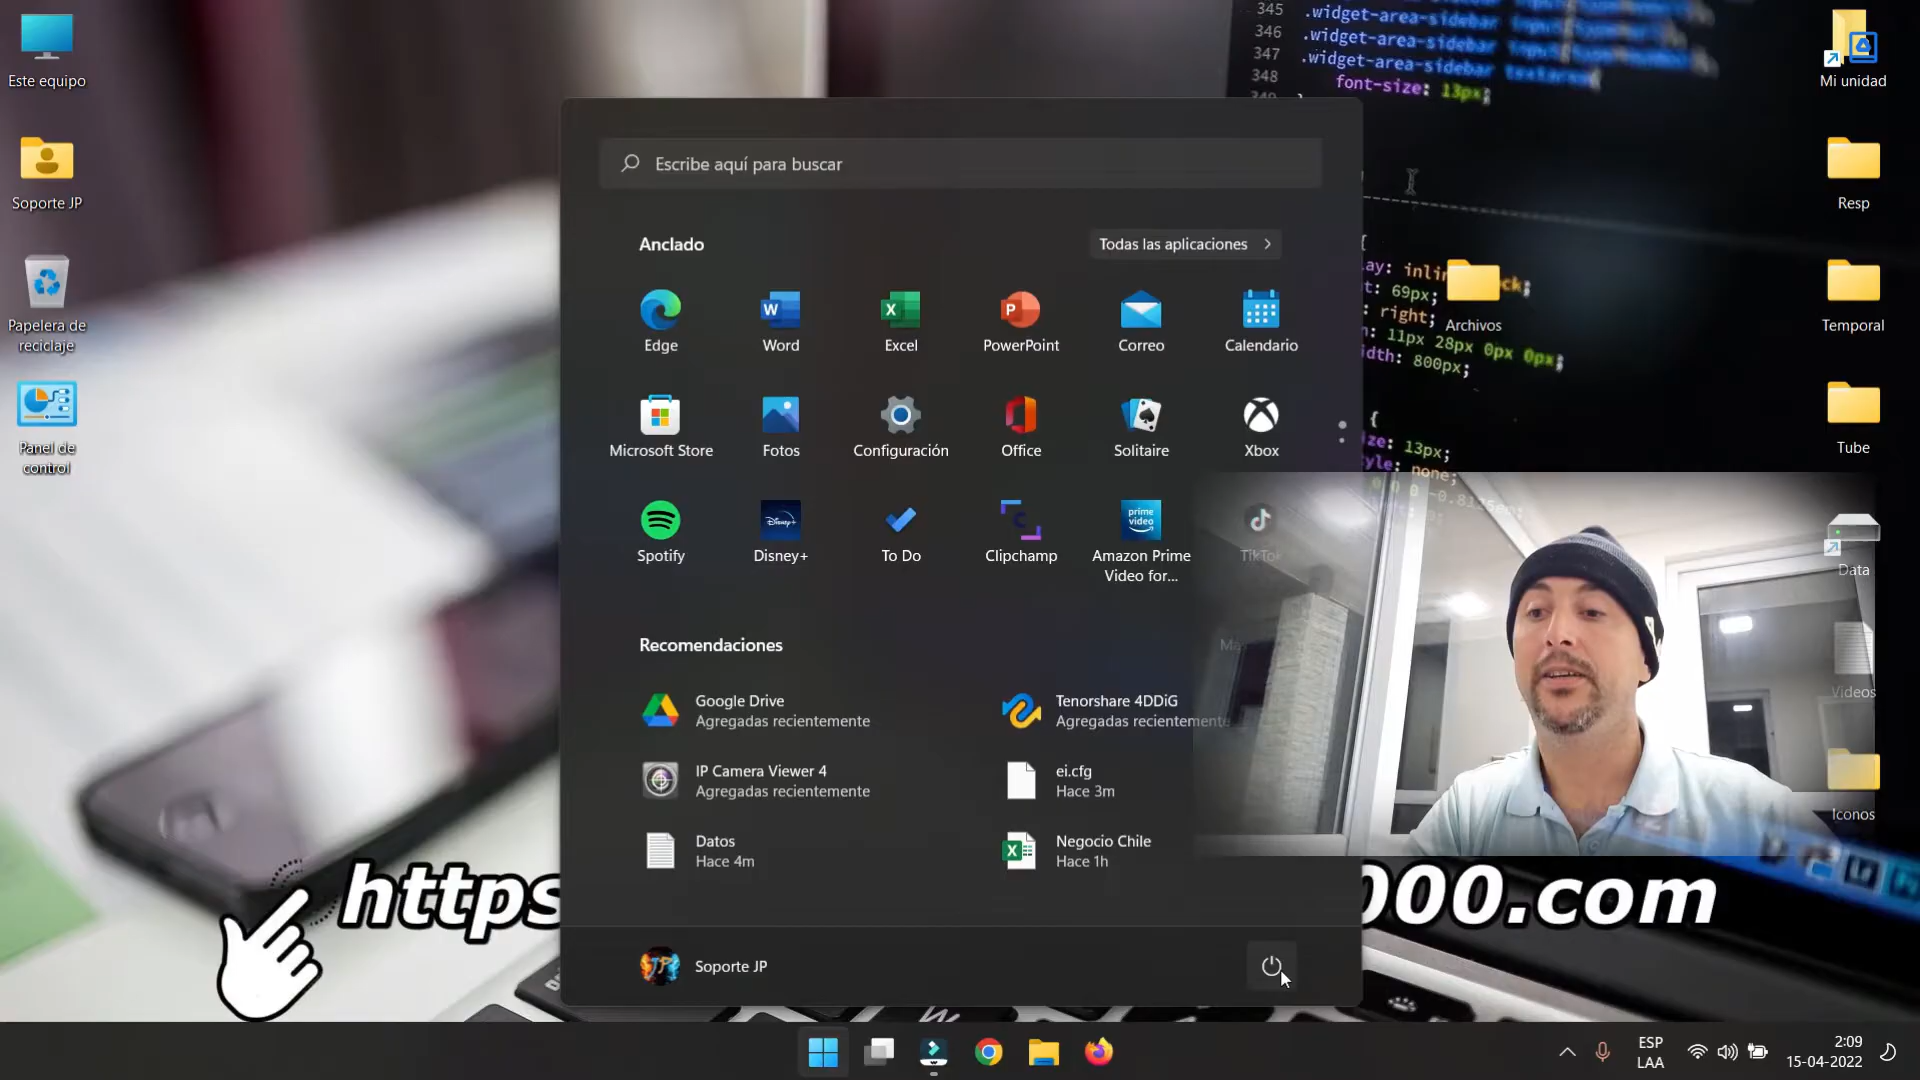 Este equipo
Soporte JP
Papelera de
reciclaje
Panel de
control
345
346
347
348
.widget-area-sidebar
.widget-area-sidebar
.widget-area-sidebar
font-size: 13px;
Escribe aquí para buscar
Anclado
Todas las aplicaciones
Edge
Word
Excel
PowerPoint
Correo
Calendario
Microsoft Store
Fotos
Configuración
Office
Solitaire
Xbox
Spotify
Disney+
To Do
Clipchamp
prime
video
Amazon Prime
Video for...
TikTok
Recomendaciones
Google Drive
Agregadas recientemente
Tenorshare 4DDiG
Agregadas recientemente
IP Camera Viewer 4
Agregadas recientemente
ei.cfg
Hace 3m
Datos
Hace 4m
Negocio Chile
Hace 1h
Soporte JP
69px;
right;
11px 28px 0px 0px;
800px;
13px;
none;
Mi unidad
Resp
Archivos
Temporal
Tube
Data
Videos
Iconos
https
000.com
ESP
LAA
2:09
15-04-2022